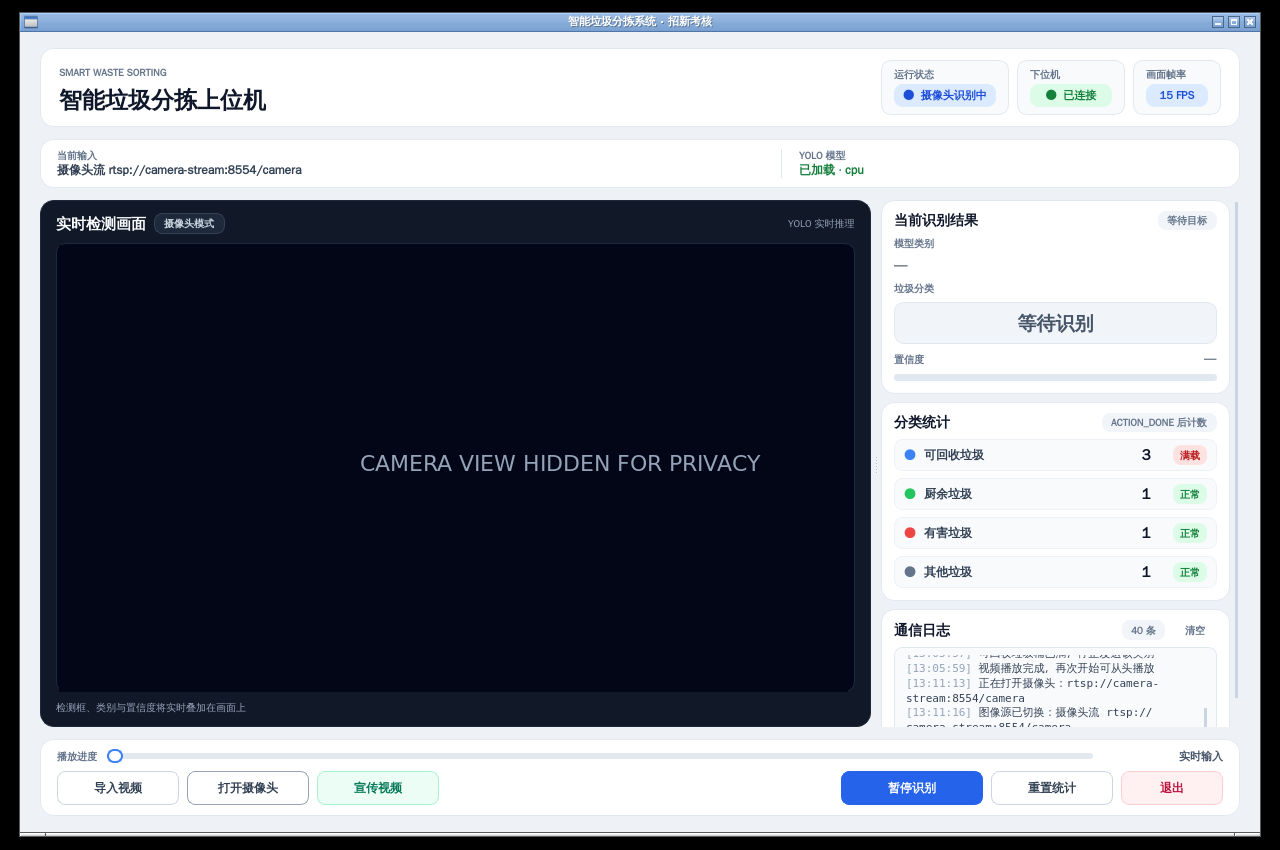 智能垃圾分拣系统 - 招新考核
SMART WASTE SORTING
智能垃圾分拣上位机
运行状态
摄像头识别中
下位机
已连接
画面帧率
15 FPS
当前输入
摄像头流 rtsp://camera-stream:8554/camera
YOLO 模型
已加载 · cpu
实时检测画面
摄像头模式
YOLO 实时推理
CAMERA VIEW HIDDEN FOR PRIVACY
检测框、类别与置信度将实时叠加在画面上
当前识别结果
等待目标
模型类别
—
垃圾分类
等待识别
置信度
—
分类统计
ACTION_DONE 后计数
可回收垃圾 3 满载
厨余垃圾 1 正常
有害垃圾 1 正常
其他垃圾 1 正常
通信日志
40 条
清空
[13:05:59] 视频播放完成, 再次开始可从头播放
[13:11:13] 正在打开摄像头：rtsp://camera-
stream:8554/camera
[13:11:16] 图像源已切换：摄像头流 rtsp://
camera-stream:8554/camera
播放进度
实时输入
导入视频
打开摄像头
宣传视频
暂停识别
重置统计
退出